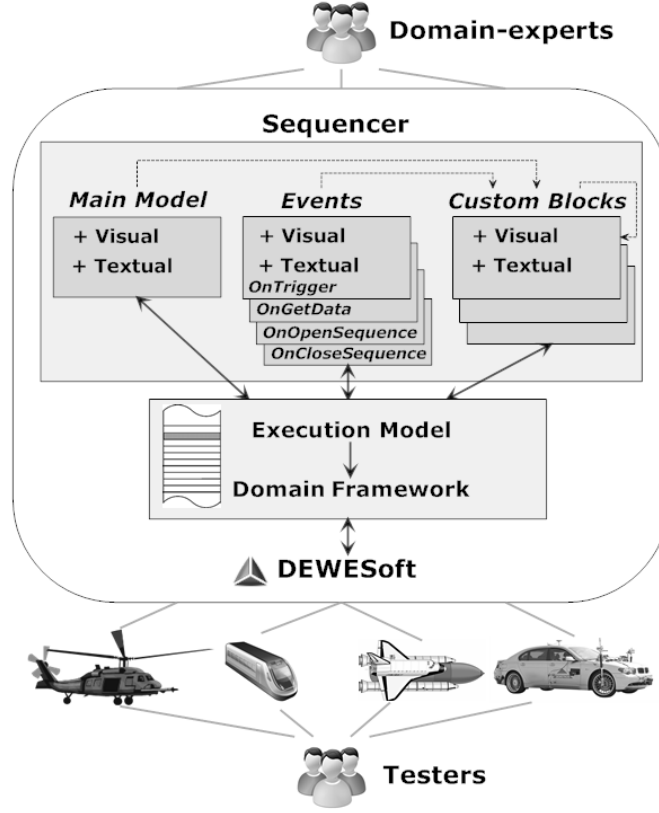 Domain-experts
Sequencer
Main Model
Events
Custom Blocks
+ Visual
+ Textual
+ Visual
+ Textual
OnTrigger
OnGetData
OnOpenSequence
OnCloseSequence
+ Visual
+ Textual
Execution Model
Domain Framework
DEWESoft
Testers